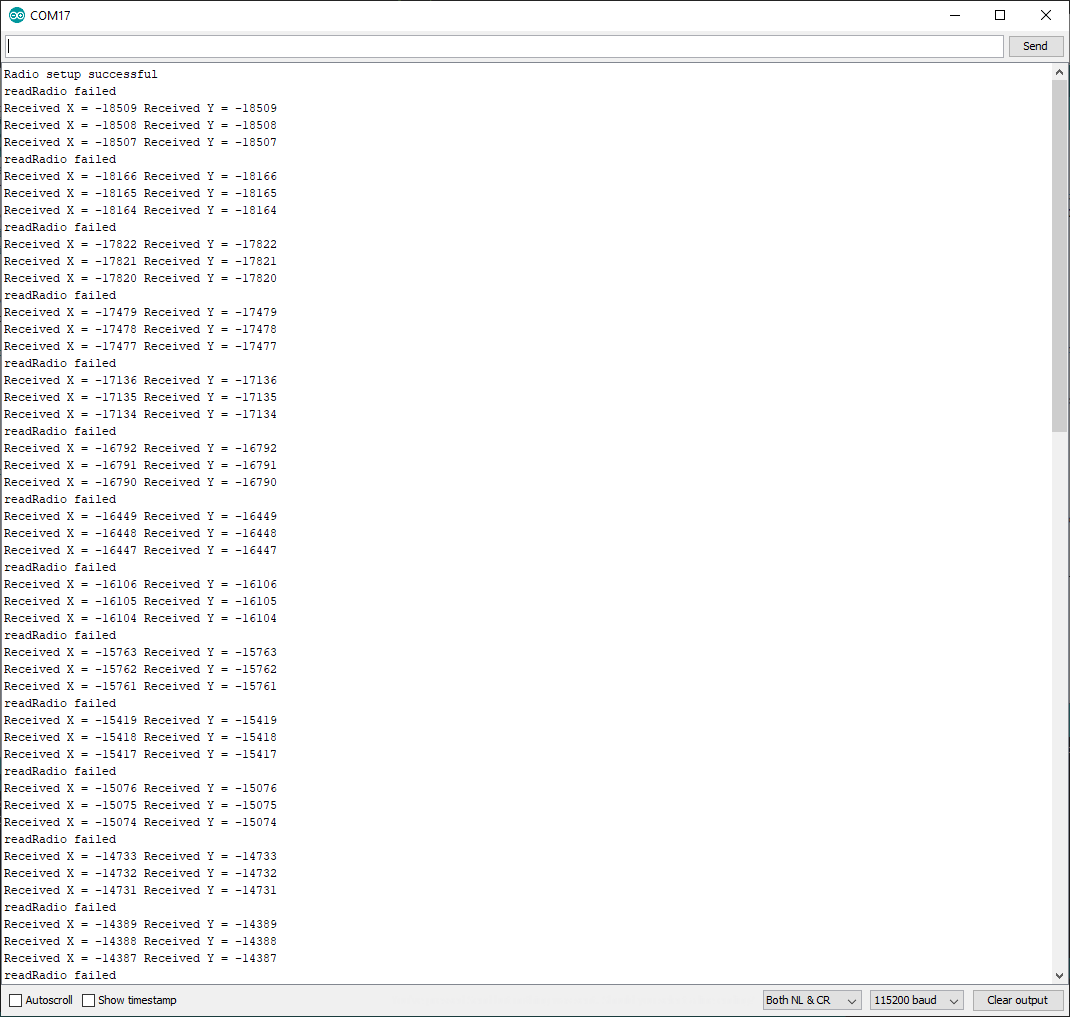 COM17
Send
Radio setup successful
readRadio failed
Received X = -18509 Received Y = -18509
Received X = -18508 Received Y = -18508
Received X = -18507 Received Y = -18507
readRadio failed
Received X = -18166 Received Y = -18166
Received X = -18165 Received Y = -18165
Received X = -18164 Received Y = -18164
readRadio failed
Received X = -17822 Received Y = -17822
Received X = -17821 Received Y = -17821
Received X = -17820 Received Y = -17820
readRadio failed
Received X = -17479 Received Y = -17479
Received X = -17478 Received Y = -17478
Received X = -17477 Received Y = -17477
readRadio failed
Received X = -17136 Received Y = -17136
Received X = -17135 Received Y = -17135
Received X = -17134 Received Y = -17134
readRadio failed
Received X = -16792 Received Y = -16792
Received X = -16791 Received Y = -16791
Received X = -16790 Received Y = -16790
readRadio failed
Received X = -16449 Received Y = -16449
Received X = -16448 Received Y = -16448
Received X = -16447 Received Y = -16447
readRadio failed
Received X = -16106 Received Y = -16106
Received X = -16105 Received Y = -16105
Received X = -16104 Received Y = -16104
readRadio failed
Received X = -15763 Received Y = -15763
Received X = -15762 Received Y = -15762
Received X = -15761 Received Y = -15761
readRadio failed
Received X = -15419 Received Y = -15419
Received X = -15418 Received Y = -15418
Received X = -15417 Received Y = -15417
readRadio failed
Received X = -15076 Received Y = -15076
Received X = -15075 Received Y = -15075
Received X = -15074 Received Y = -15074
readRadio failed
Received X = -14733 Received Y = -14733
Received X = -14732 Received Y = -14732
Received X = -14731 Received Y = -14731
readRadio failed
Received X = -14389 Received Y = -14389
Received X = -14388 Received Y = -14388
Received X = -14387 Received Y = -14387
readRadio failed
Autoscroll Show timestamp Both NL & CR 115200 baud Clear output